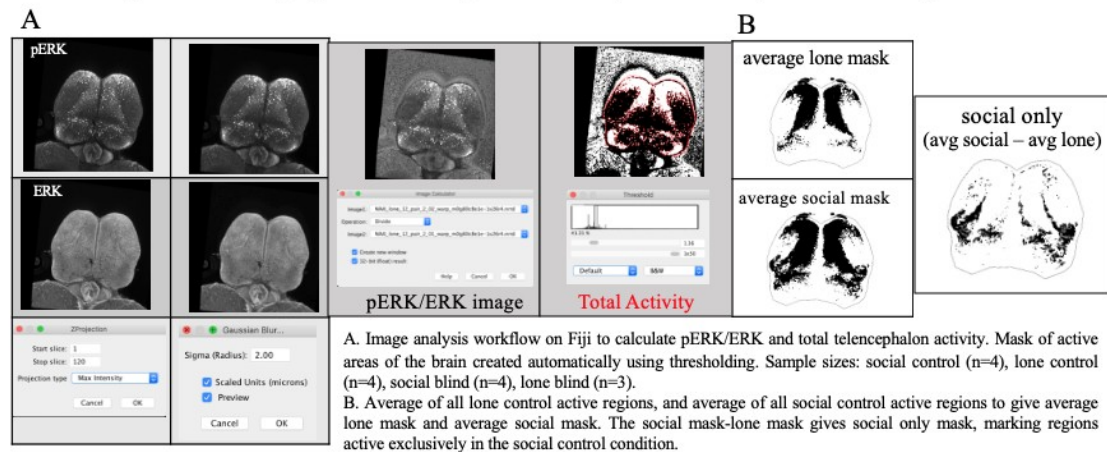 A
B
pERK
ERK
pERK/ERK image
Total Activity
average lone mask
average social mask
social only
(avg social – avg lone)
Image Calculator
Image1:
Operation: Divide
Image2:
Create new window
32-bit (float) result
Help Cancel OK
Threshold
Default
B&W
ZProjection
Start slice: 1
Stop slice: 120
Projection type Max Intensity
Cancel OK
Gaussian Blur...
Sigma (Radius): 2.00
Scaled Units (microns)
Preview
Cancel OK
A. Image analysis workflow on Fiji to calculate pERK/ERK and total telencephalon activity. Mask of active
areas of the brain created automatically using thresholding. Sample sizes: social control (n=4), lone control
(n=4), social blind (n=4), lone blind (n=3).
B. Average of all lone control active regions, and average of all social control active regions to give average
lone mask and average social mask. The social mask-lone mask gives social only mask, marking regions
active exclusively in the social control condition.